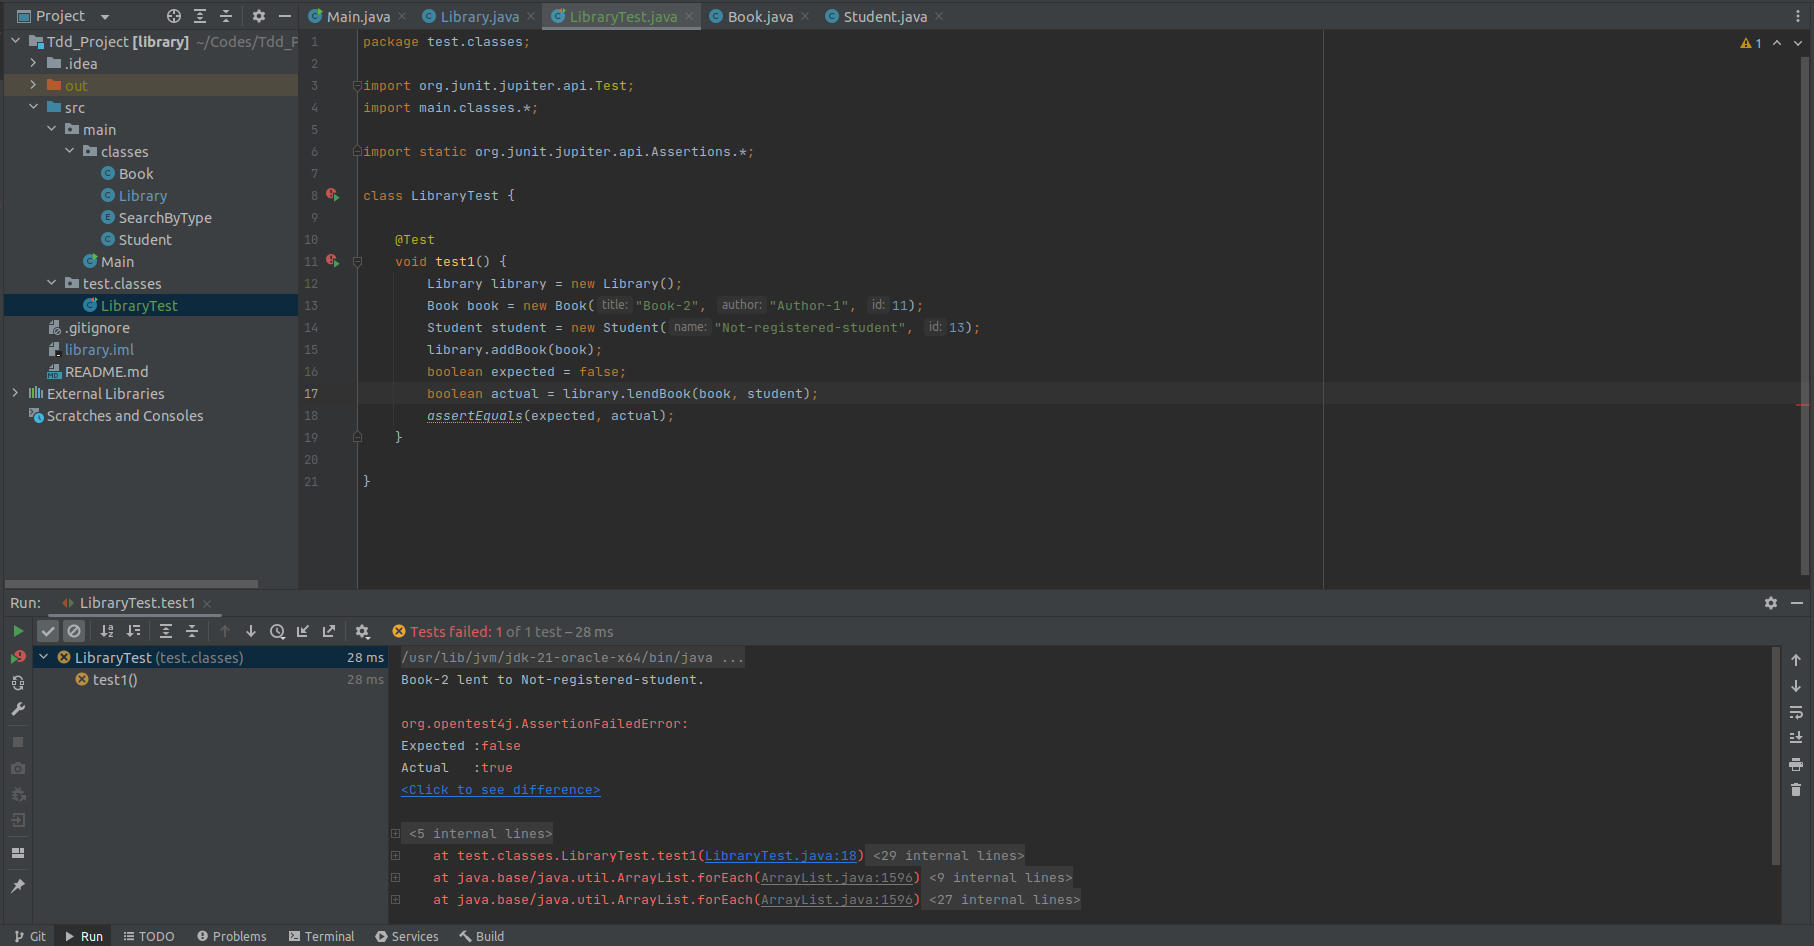 Project
Main.java
Library.java
LibraryTest.java
Book.java
Student.java
Tdd_Project [library] ~/Codes/Tdd_P
.idea
out
src
main
classes
Book
Library
SearchByType
Student
Main
test.classes
LibraryTest
.gitignore
library.iml
README.md
External Libraries
Scratches and Consoles
1 package test.classes;
2
3 import org.junit.jupiter.api.Test;
4 import main.classes.*;
5
6 import static org.junit.jupiter.api.Assertions.*;
7
8 class LibraryTest {
9
10 @Test
11 void test1() {
12 Library library = new Library();
13 Book book = new Book( title: "Book-2", author: "Author-1", id: 11);
14 Student student = new Student( name: "Not-registered-student", id: 13);
15 library.addBook(book);
16 boolean expected = false;
17 boolean actual = library.lendBook(book, student);
18 assertEquals(expected, actual);
19 }
20
21 }
1
Run: LibraryTest.test1
Tests failed: 1 of 1 test – 28 ms
LibraryTest (test.classes) 28 ms
test1() 28 ms
/usr/lib/jvm/jdk-21-oracle-x64/bin/java ...
Book-2 lent to Not-registered-student.
org.opentest4j.AssertionFailedError:
Expected :false
Actual   :true
<Click to see difference>
<5 internal lines>
at test.classes.LibraryTest.test1(LibraryTest.java:18) <29 internal lines>
at java.base/java.util.ArrayList.forEach(ArrayList.java:1596) <9 internal lines>
at java.base/java.util.ArrayList.forEach(ArrayList.java:1596) <27 internal lines>
Git Run TODO Problems Terminal Services Build